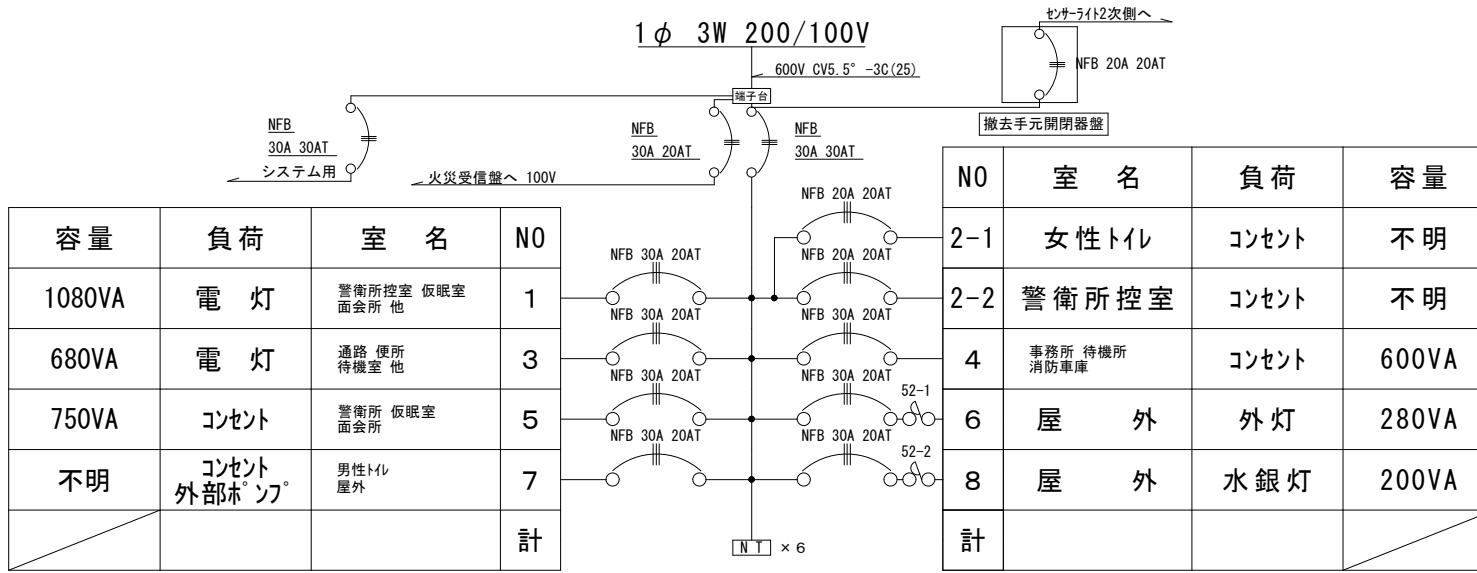 センサーライト2次側へ
1φ 3W 200/100V
600V CV5.5° -3C(25)
NFB 20A 20AT
端子台
撤去手元開閉器盤
NFB
30A 30AT
システム用
NFB
30A 20AT
火災受信盤へ 100V
NFB
30A 30AT
容量 負荷 室 名 NO
1080VA 電 灯 警衛所控室 仮眠室 1
面会所 他
680VA 電 灯 通路 便所 3
待機室 他
750VA コンセント 警衛所 仮眠室 5
面会所
不明 コンセント 男性トイレ 7
外部ポンプ 屋外
計
NFB 30A 20AT
NFB 30A 20AT
NFB 30A 20AT
NFB 30A 20AT
NFB 20A 20AT
NFB 20A 20AT
NFB 30A 20AT
NFB 30A 20AT
52-1
NFB 30A 20AT
52-2
NT ×6
NO 室 名 負荷 容量
2-1 女性トイレ コンセント 不明
2-2 警衛所控室 コンセント 不明
4 事務所 待機所 コンセント 600VA
消防車庫
6 屋 外 外灯 280VA
8 屋 外 水銀灯 200VA
計